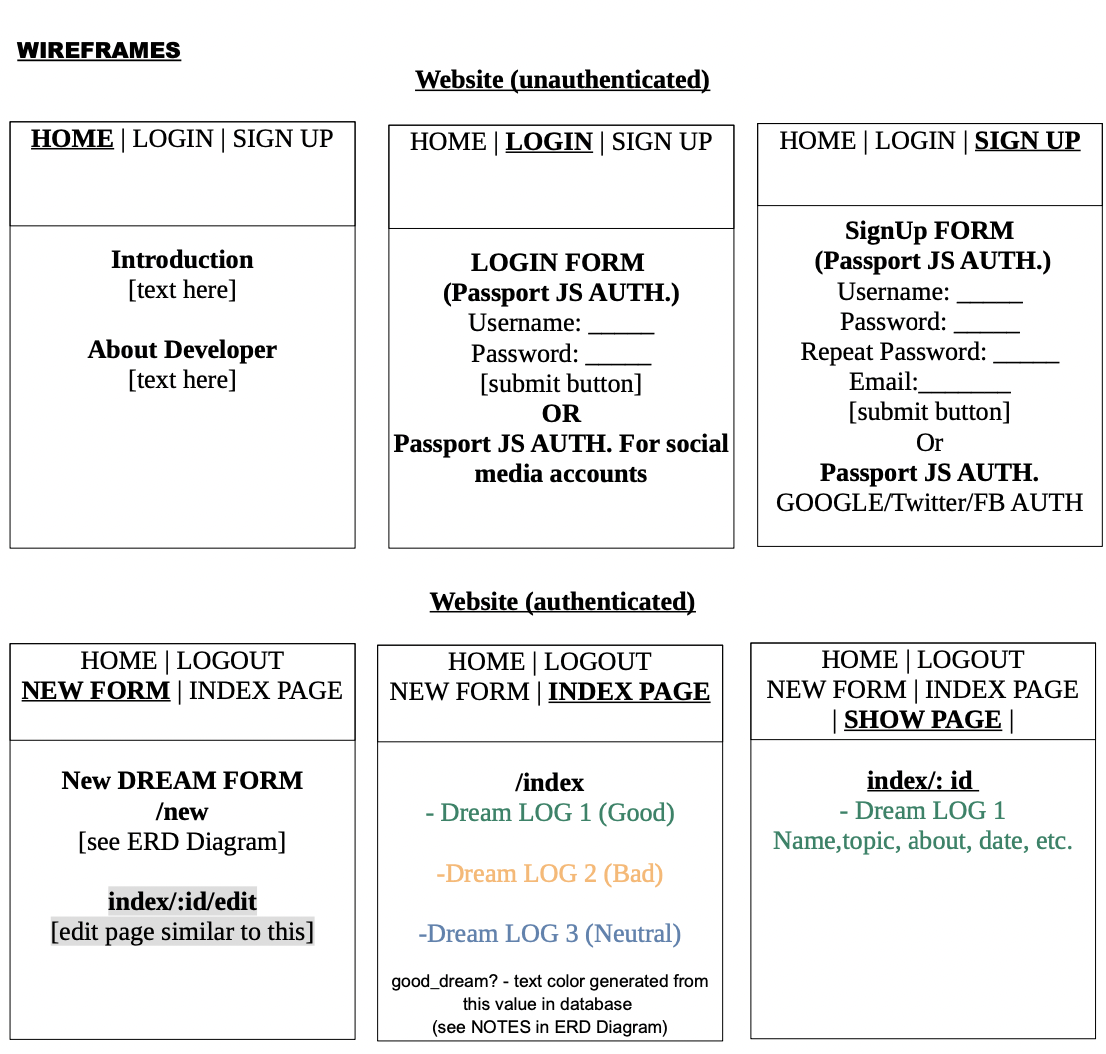 WIREFRAMES
Website (unauthenticated)
HOME | LOGIN | SIGN UP
Introduction
[text here]
About Developer
[text here]
HOME | LOGIN | SIGN UP
LOGIN FORM
(Passport JS AUTH.)
Username: _____
Password: _____
[submit button]
OR
Passport JS AUTH. For social
media accounts
HOME | LOGIN | SIGN UP
SignUp FORM
(Passport JS AUTH.)
Username: _____
Password: _____
Repeat Password: _____
Email:_______
[submit button]
Or
Passport JS AUTH.
GOOGLE/Twitter/FB AUTH
Website (authenticated)
HOME | LOGOUT
NEW FORM | INDEX PAGE
New DREAM FORM
/new
[see ERD Diagram]
index/:id/edit
[edit page similar to this]
HOME | LOGOUT
NEW FORM | INDEX PAGE
/index
- Dream LOG 1 (Good)
-Dream LOG 2 (Bad)
-Dream LOG 3 (Neutral)
good_dream? - text color generated from
this value in database
(see NOTES in ERD Diagram)
HOME | LOGOUT
NEW FORM | INDEX PAGE
| SHOW PAGE |
index/: id
- Dream LOG 1
Name,topic, about, date, etc.